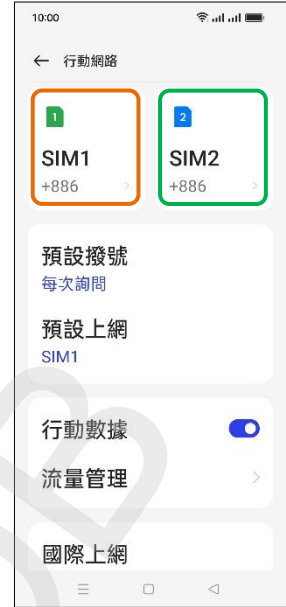 10:00
行動網路
1
2
SIM1
SIM2
+886
+886
預設撥號
每次詢問
預設上網
SIM1
行動數據
流量管理
國際上網